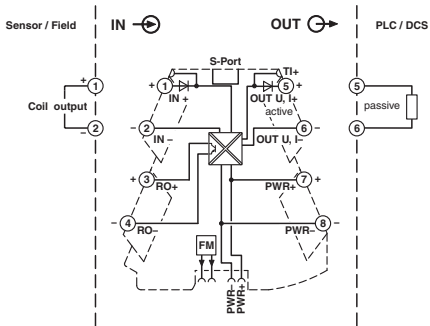 Sensor / Field
IN
OUT
PLC / DCS
S-Port
TI+
+
1
+
1
IN +
5
+
OUT U, I+
active
5
Coil output
passive
−
2
−
2
IN −
6
−
OUT U, I−
6
+
3
RO+
7
+
PWR+
−
4
RO−
8
−
PWR−
FM
PWR−
PWR+